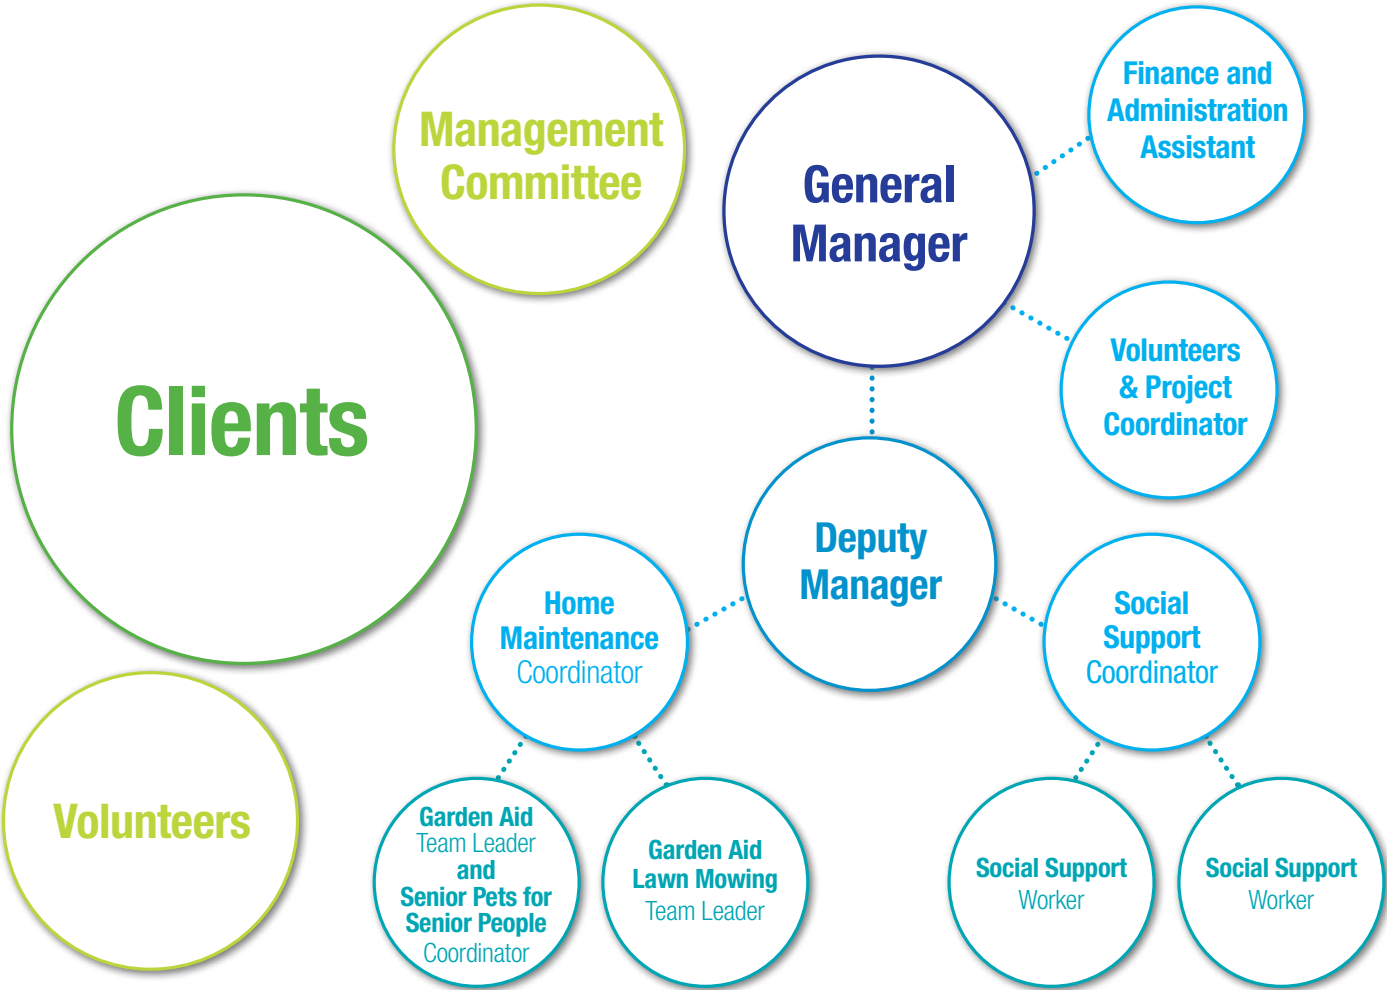 Management
Committee
General
Manager
Finance and
Administration
Assistant
Clients
Volunteers
& Project
Coordinator
Deputy
Manager
Home
Maintenance
Coordinator
Social
Support
Coordinator
Volunteers
Garden Aid
Team Leader
and
Senior Pets for
Senior People
Coordinator
Garden Aid
Lawn Mowing
Team Leader
Social Support
Worker
Social Support
Worker